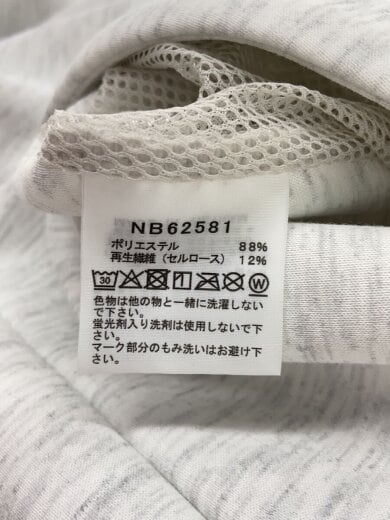 NB62581
ポリエステル 88%
再生繊維（セルロース） 12%
30 W
色物は他の物と一緒に洗濯しない
で下さい。
蛍光剤入り洗剤は使用しないで下
さい。
マーク部分のもみ洗いはお避け下
さい。